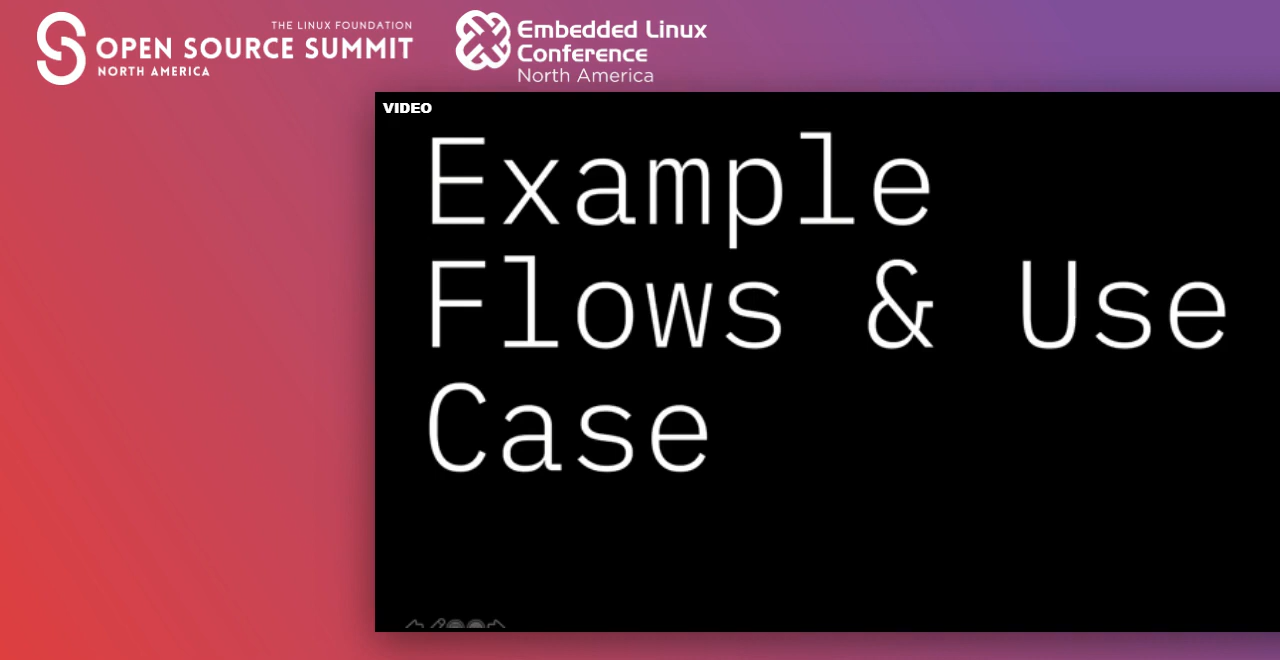 THE LINUX FOUNDATION
OPEN SOURCE SUMMIT
NORTH AMERICA
Embedded Linux
Conference
North America
VIDEO
Example
Flows & Use
Case